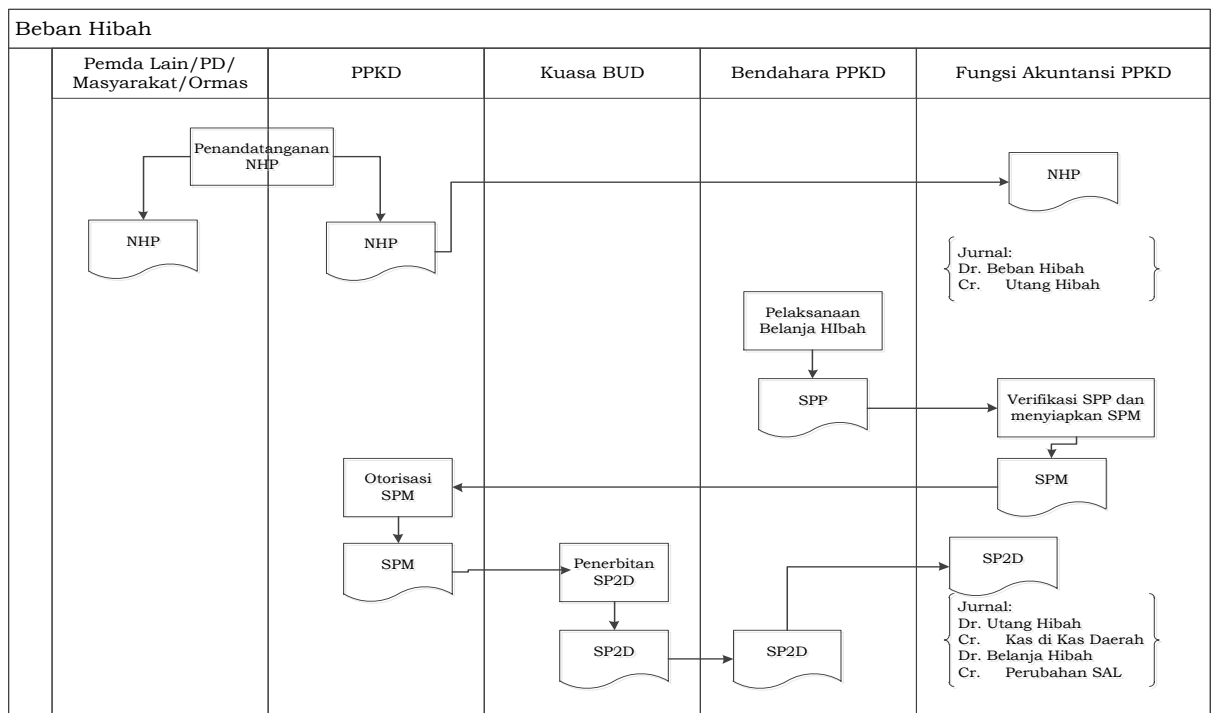 Beban Hibah
Pemda Lain/PD/
Masyarakat/Ormas
PPKD
Kuasa BUD
Bendahara PPKD
Fungsi Akuntansi PPKD
Penandatanganan
NHP
NHP
NHP
NHP
Jurnal:
Dr. Beban Hibah
Cr. Utang Hibah
Pelaksanaan
Belanja HIbah
SPP
Verifikasi SPP dan
menyiapkan SPM
SPM
Otorisasi
SPM
SPM
Penerbitan
SP2D
SP2D
SP2D
SP2D
Jurnal:
Dr. Utang Hibah
Cr. Kas di Kas Daerah
Dr. Belanja Hibah
Cr. Perubahan SAL